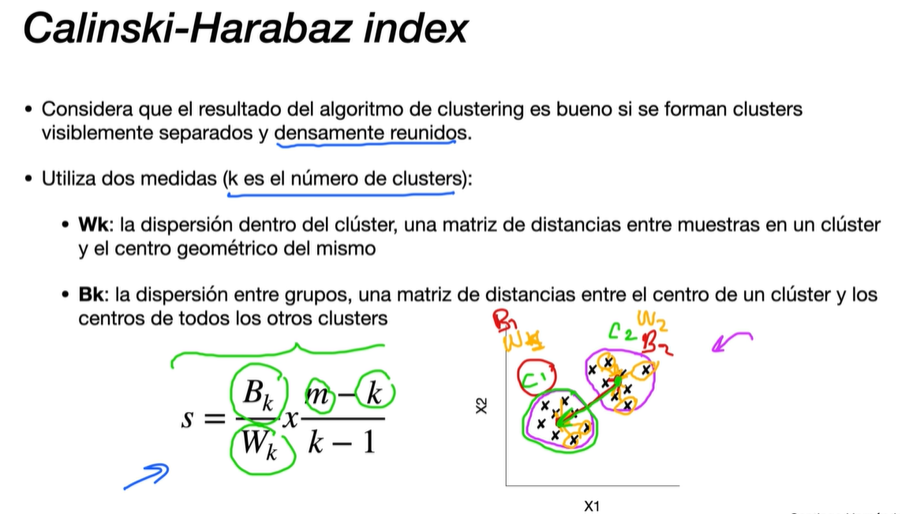 Calinski-Harabaz index
• Considera que el resultado del algoritmo de clustering es bueno si se forman clusters
visiblemente separados y densamente reunidos.
• Utiliza dos medidas (k es el número de clusters):
• Wk: la dispersión dentro del clúster, una matriz de distancias entre muestras en un clúster
y el centro geométrico del mismo
• Bk: la dispersión entre grupos, una matriz de distancias entre el centro de un clúster y los
centros de todos los otros clusters
s = B_k / W_k x m − k / k − 1
B1
C2
W2
B2
C1
X2
X1